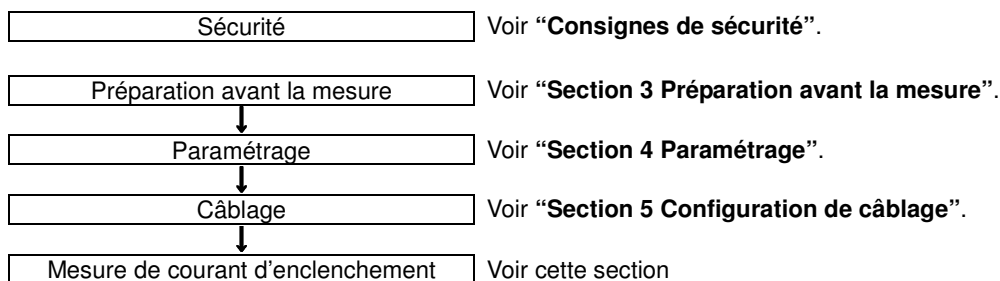 Sécurité Voir “Consignes de sécurité”.
Préparation avant la mesure Voir “Section 3 Préparation avant la mesure”.
Paramétrage Voir “Section 4 Paramétrage”.
Câblage Voir “Section 5 Configuration de câblage”.
Mesure de courant d’enclenchement Voir cette section